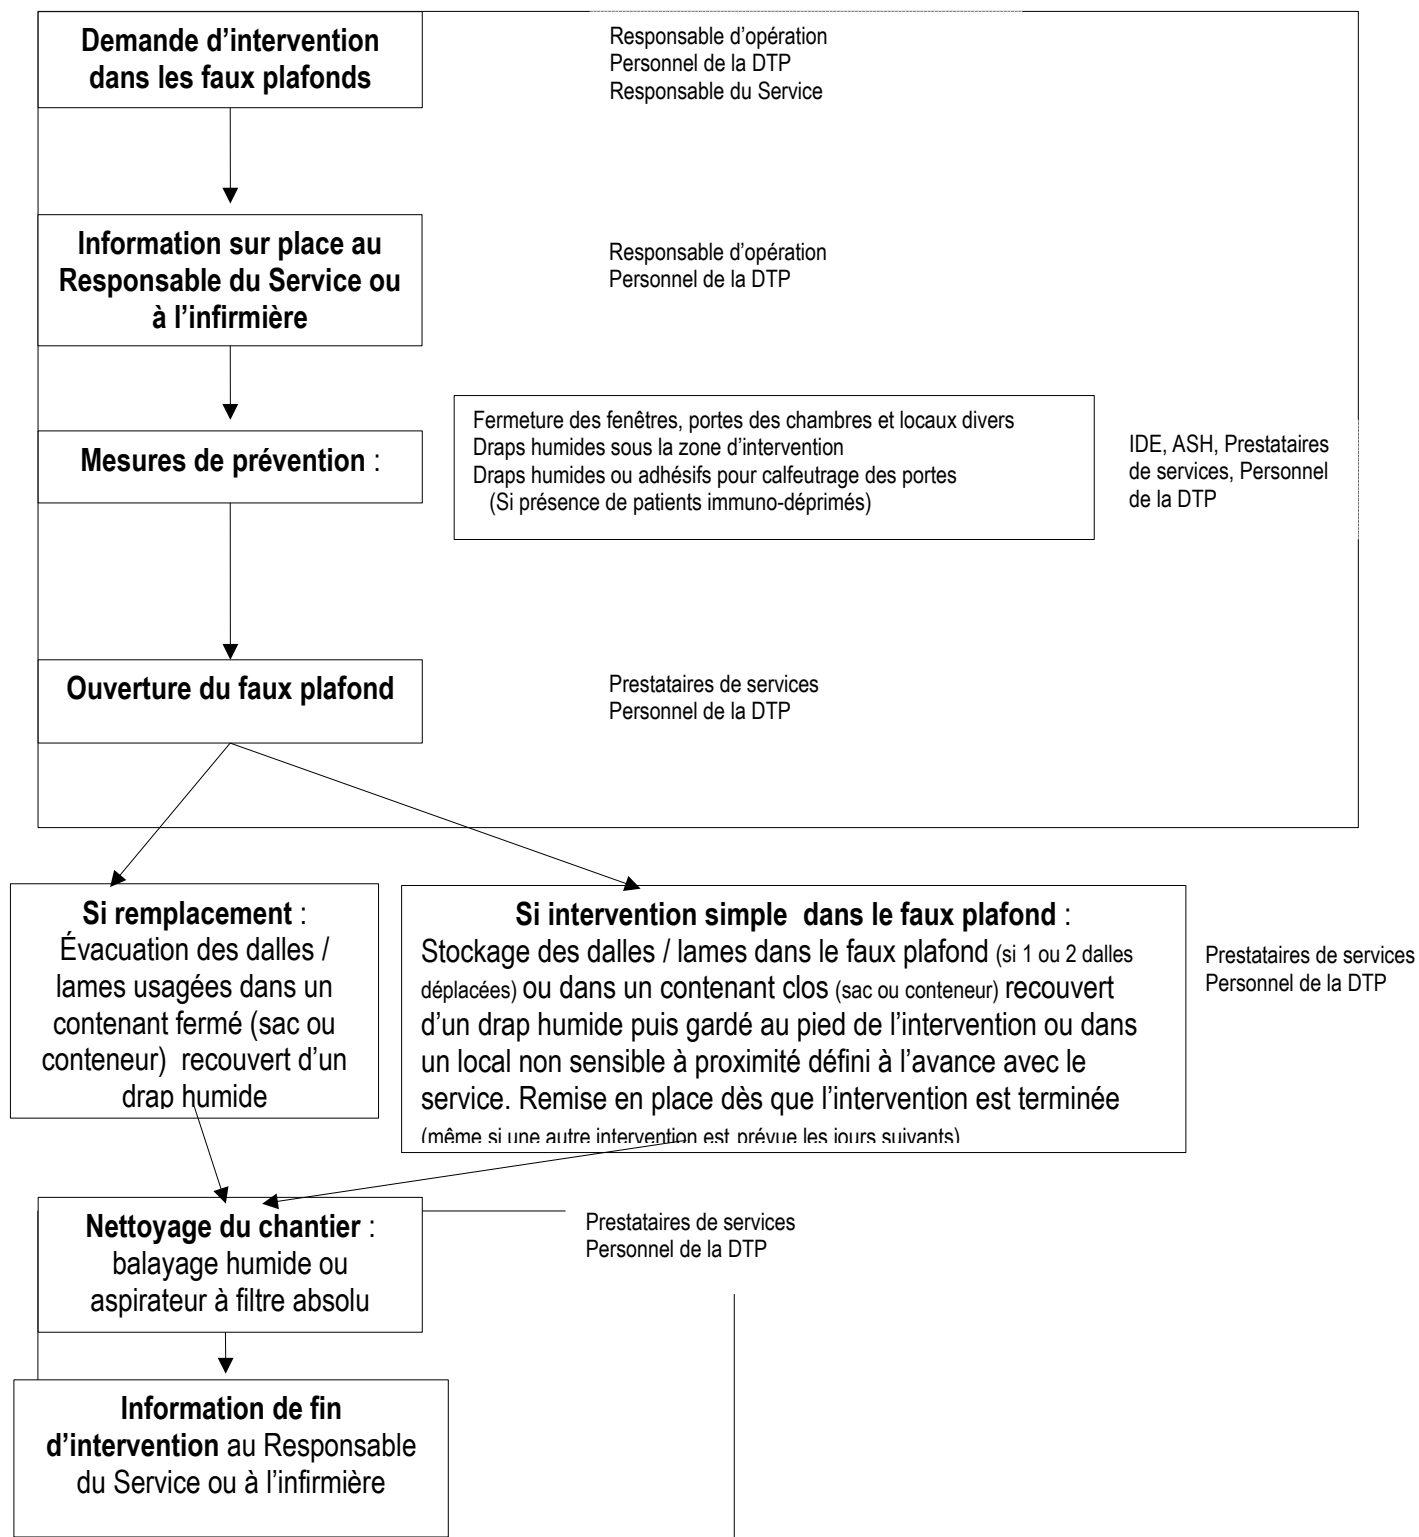 Demande d’intervention
dans les faux plafonds
Responsable d’opération
Personnel de la DTP
Responsable du Service
Information sur place au
Responsable du Service ou
à l’infirmière
Responsable d’opération
Personnel de la DTP
Mesures de prévention :
Fermeture des fenêtres, portes des chambres et locaux divers
Draps humides sous la zone d’intervention
Draps humides ou adhésifs pour calfeutrage des portes
(Si présence de patients immuno-déprimés)
IDE, ASH, Prestataires
de services, Personnel
de la DTP
Ouverture du faux plafond
Prestataires de services
Personnel de la DTP
Si remplacement :
Évacuation des dalles /
lames usagées dans un
contenant fermé (sac ou
conteneur) recouvert d’un
drap humide
Si intervention simple dans le faux plafond :
Stockage des dalles / lames dans le faux plafond (si 1 ou 2 dalles
déplacées) ou dans un contenant clos (sac ou conteneur) recouvert
d’un drap humide puis gardé au pied de l’intervention ou dans
un local non sensible à proximité défini à l’avance avec le
service. Remise en place dès que l’intervention est terminée
(même si une autre intervention est prévue les jours suivants)
Prestataires de services
Personnel de la DTP
Nettoyage du chantier :
balayage humide ou
aspirateur à filtre absolu
Prestataires de services
Personnel de la DTP
Information de fin
d’intervention au Responsable
du Service ou à l’infirmière